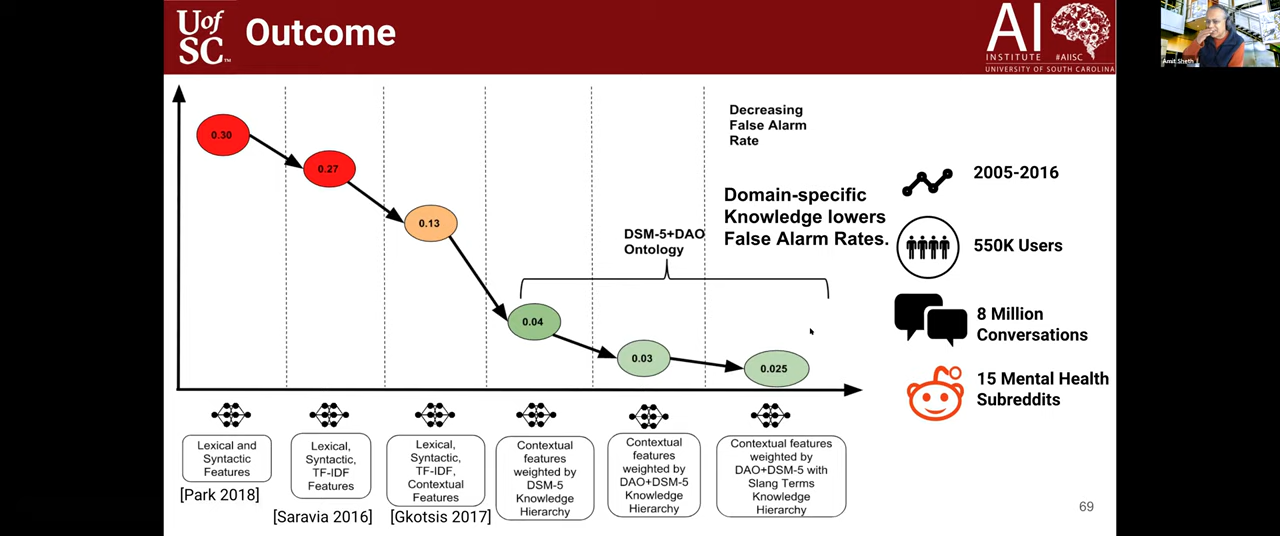 UofSC™
Outcome
AI
INSTITUTE #AIISC
UNIVERSITY OF SOUTH CAROLINA
Amit Sheth
0.30
0.27
0.13
0.04
0.03
0.025
Decreasing
False Alarm
Rate
Domain-specific
Knowledge lowers
False Alarm Rates.
DSM-5+DAO
Ontology
2005-2016
550K Users
8 Million
Conversations
15 Mental Health
Subreddits
Lexical and
Syntactic
Features
[Park 2018]
Lexical,
Syntactic,
TF-IDF
Features
[Saravia 2016]
Lexical,
Syntactic,
TF-IDF,
Contextual
Features
[Gkotsis 2017]
Contextual
features
weighted by
DSM-5
Knowledge
Hierarchy
Contextual
features
weighted by
DAO+DSM-5
Knowledge
Hierarchy
Contextual features
weighted by
DAO+DSM-5 with
Slang Terms
Knowledge
Hierarchy
69